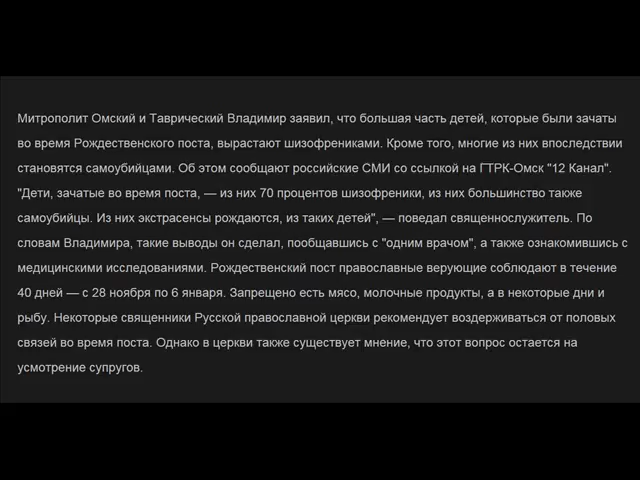 Митрополит Омский и Таврический Владимир заявил, что большая часть детей, которые были зачаты
во время Рождественского поста, вырастают шизофрениками. Кроме того, многие из них впоследствии
становятся самоубийцами. Об этом сообщают российские СМИ со ссылкой на ГТРК-Омск "12 Канал".
"Дети, зачатые во время поста, — из них 70 процентов шизофреники, из них большинство также
самоубийцы. Из них экстрасенсы рождаются, из таких детей", — поведал священнослужитель. По
словам Владимира, такие выводы он сделал, пообщавшись с "одним врачом", а также ознакомившись с
медицинскими исследованиями. Рождественский пост православные верующие соблюдают в течение
40 дней — с 28 ноября по 6 января. Запрещено есть мясо, молочные продукты, а в некоторые дни и
рыбу. Некоторые священники Русской православной церкви рекомендует воздерживаться от половых
связей во время поста. Однако в церкви также существует мнение, что этот вопрос остается на
усмотрение супругов.